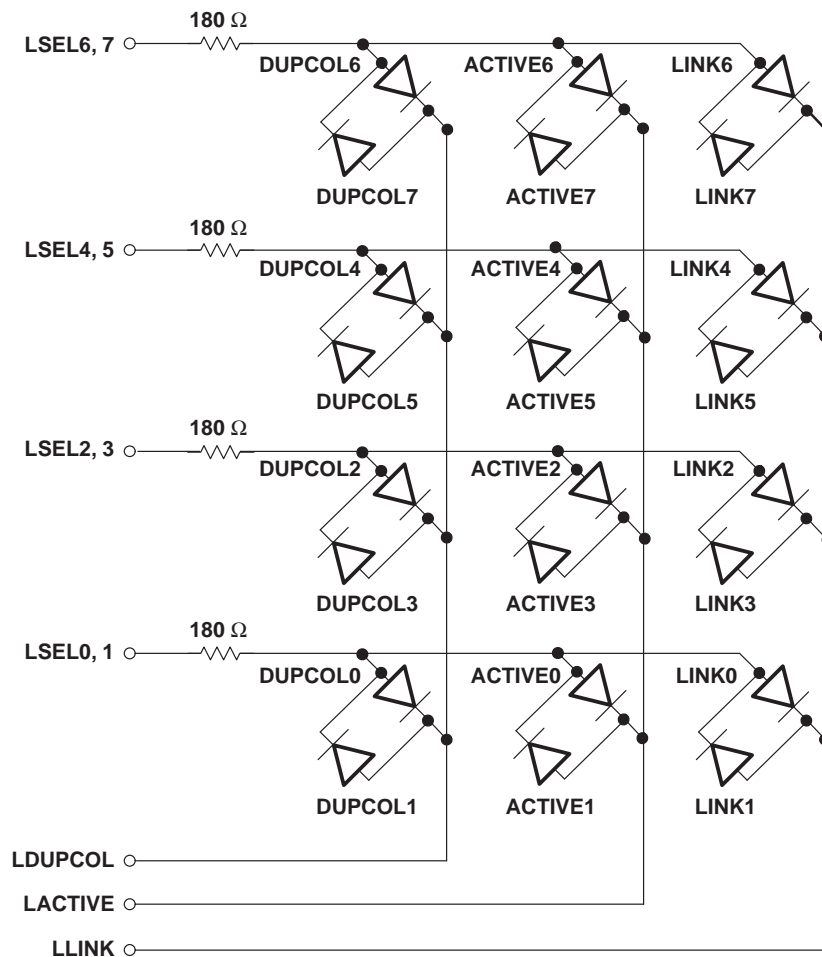 180 Ω
LSEL6, 7
DUPCOL6 ACTIVE6 LINK6
DUPCOL7 ACTIVE7 LINK7
180 Ω
LSEL4, 5
DUPCOL4 ACTIVE4 LINK4
DUPCOL5 ACTIVE5 LINK5
180 Ω
LSEL2, 3
DUPCOL2 ACTIVE2 LINK2
DUPCOL3 ACTIVE3 LINK3
180 Ω
LSEL0, 1
DUPCOL0 ACTIVE0 LINK0
DUPCOL1 ACTIVE1 LINK1
LDUPCOL
LACTIVE
LLINK